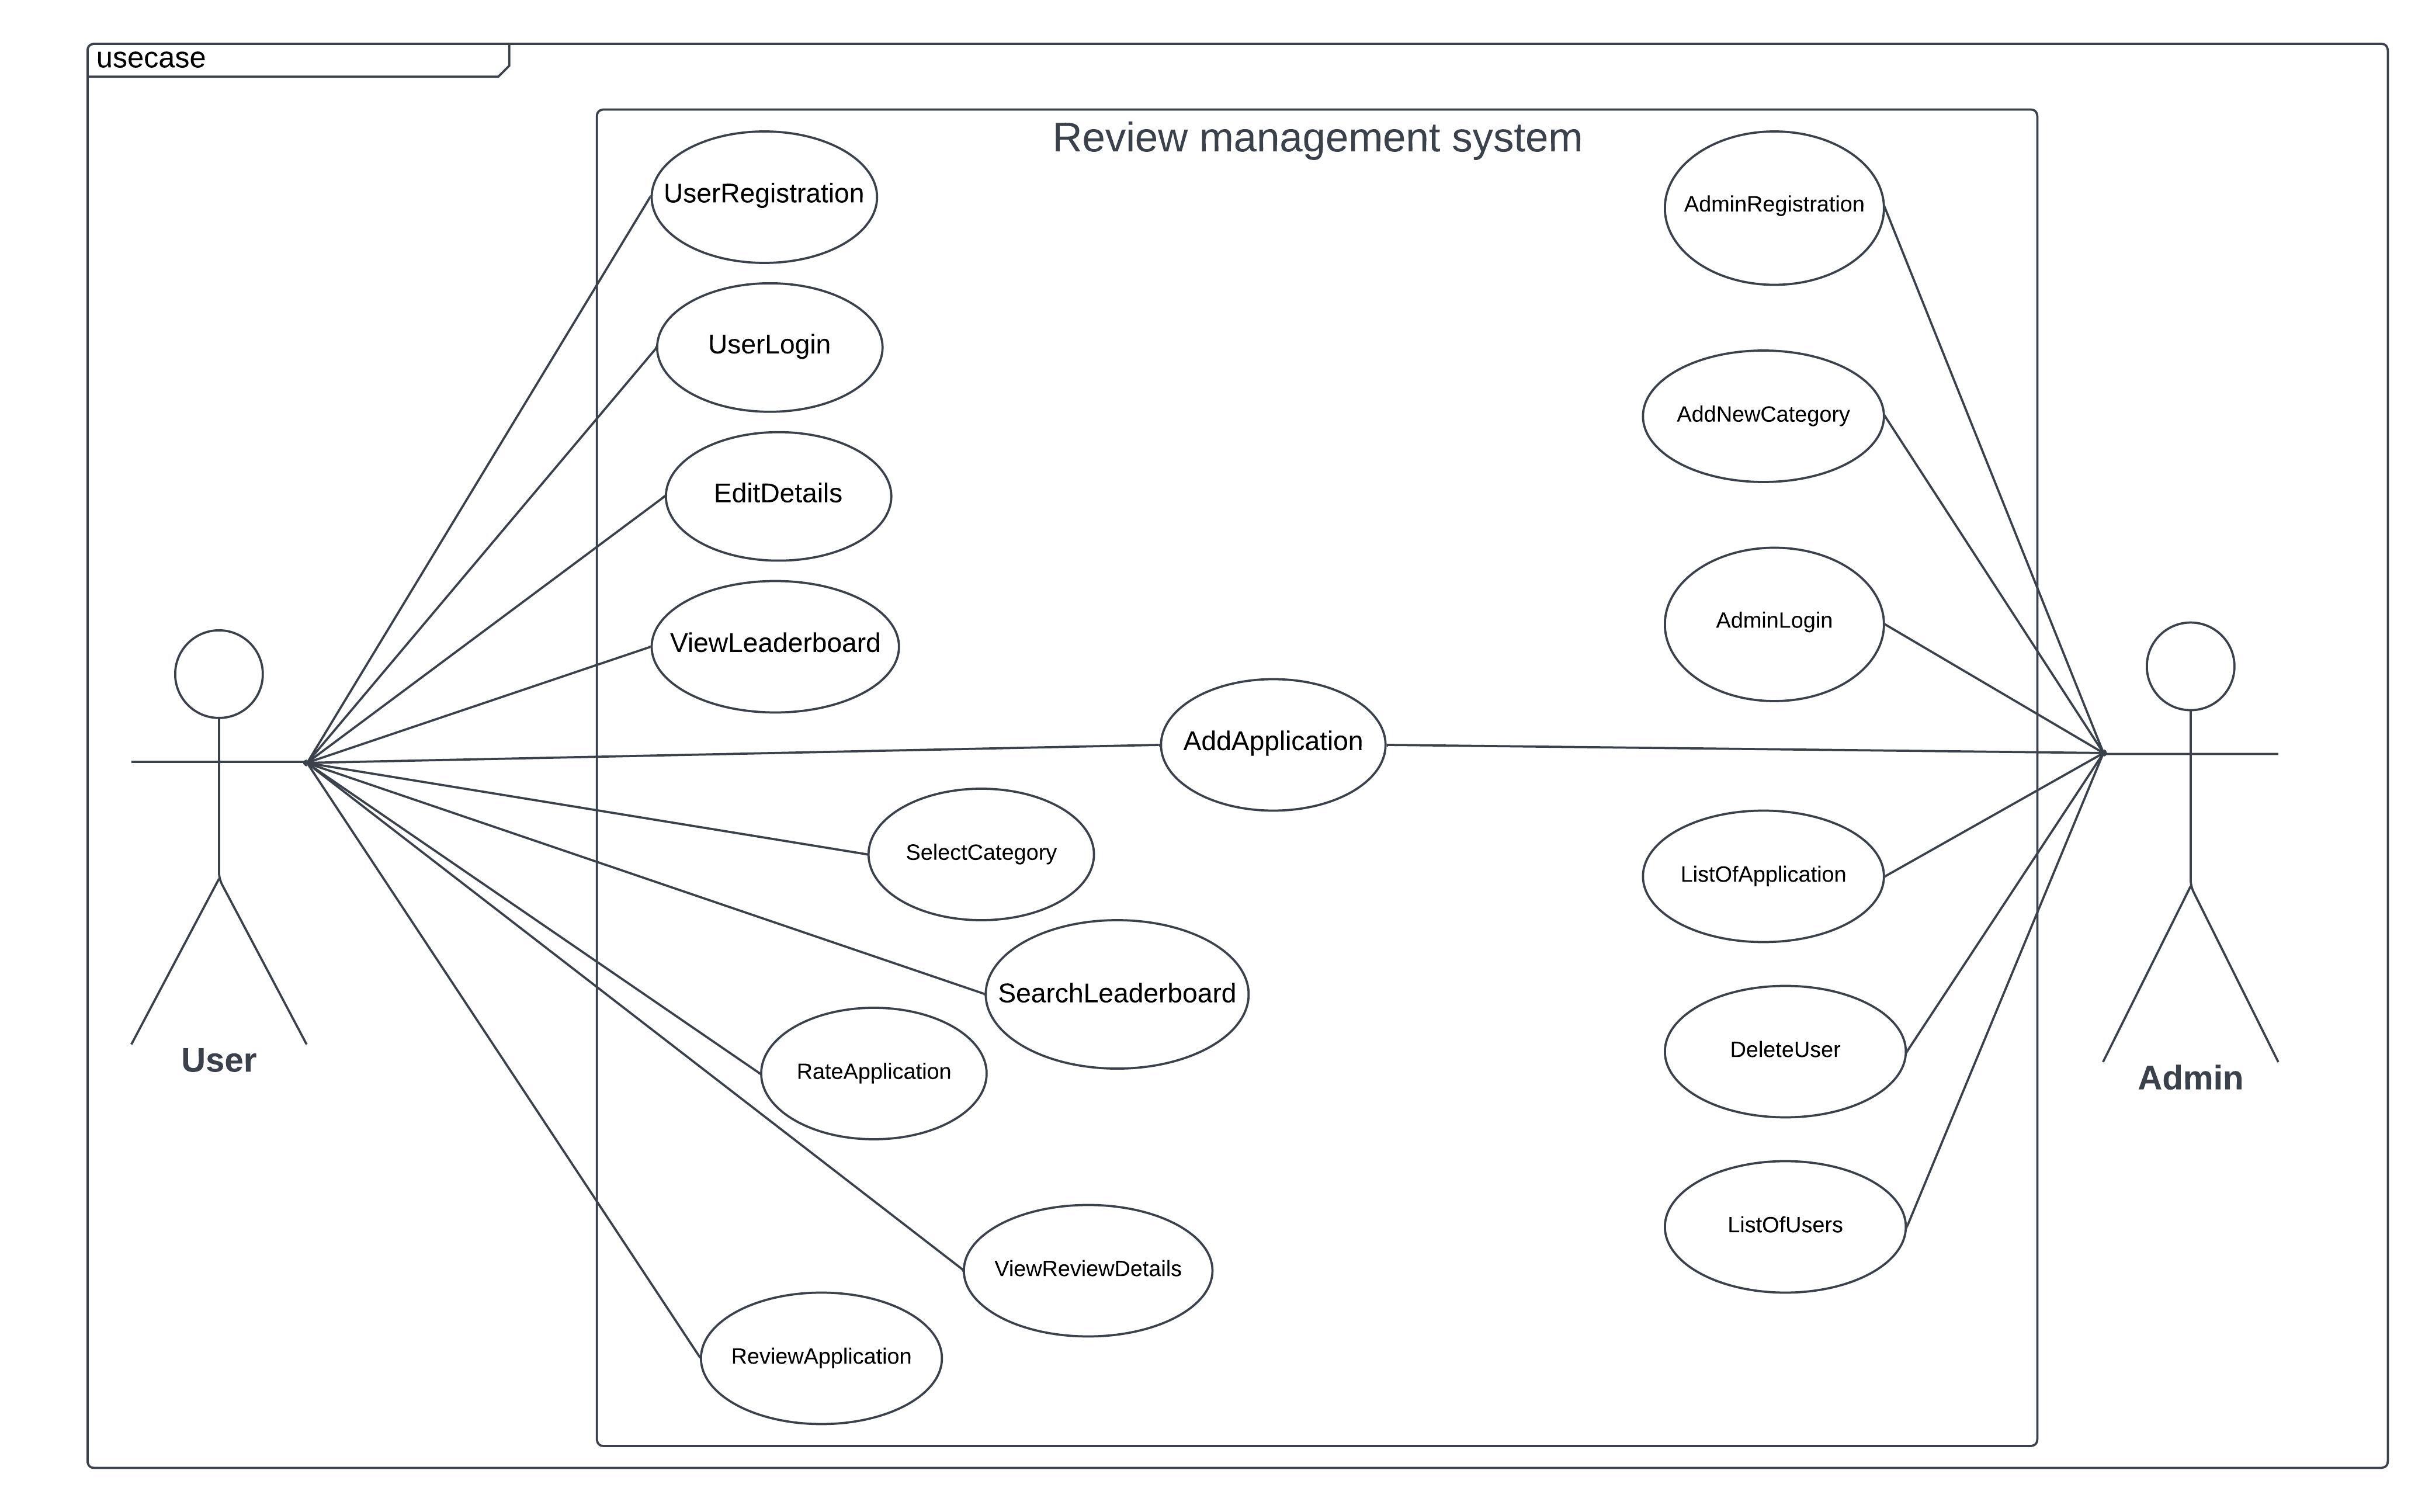 usecase
Review management system
UserRegistration
AdminRegistration
UserLogin
AddNewCategory
EditDetails
AdminLogin
ViewLeaderboard
AddApplication
SelectCategory
ListOfApplication
SearchLeaderboard
RateApplication
DeleteUser
User
Admin
ListOfUsers
ViewReviewDetails
ReviewApplication